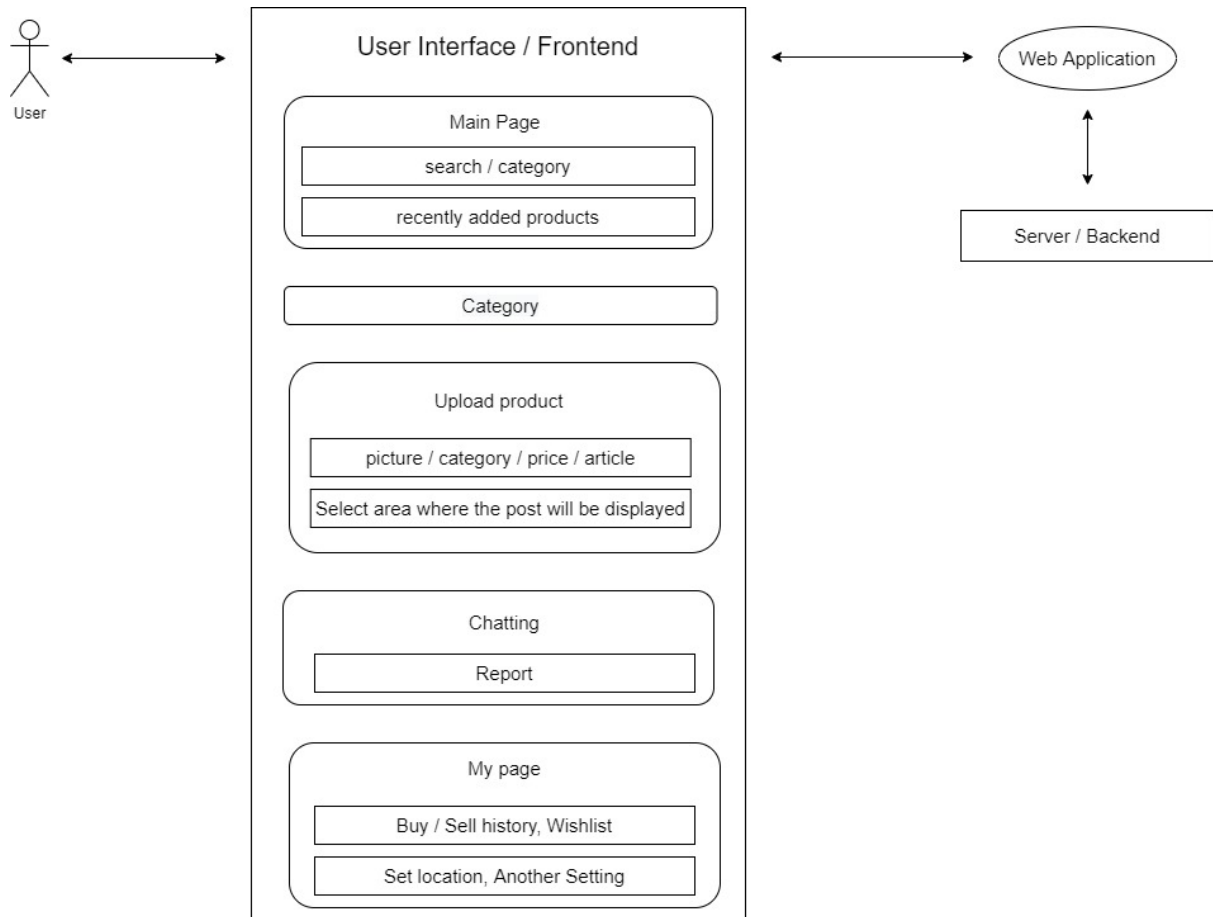 User
User Interface / Frontend
Main Page
search / category
recently added products
Category
Upload product
picture / category / price / article
Select area where the post will be displayed
Chatting
Report
My page
Buy / Sell history, Wishlist
Set location, Another Setting
Web Application
Server / Backend